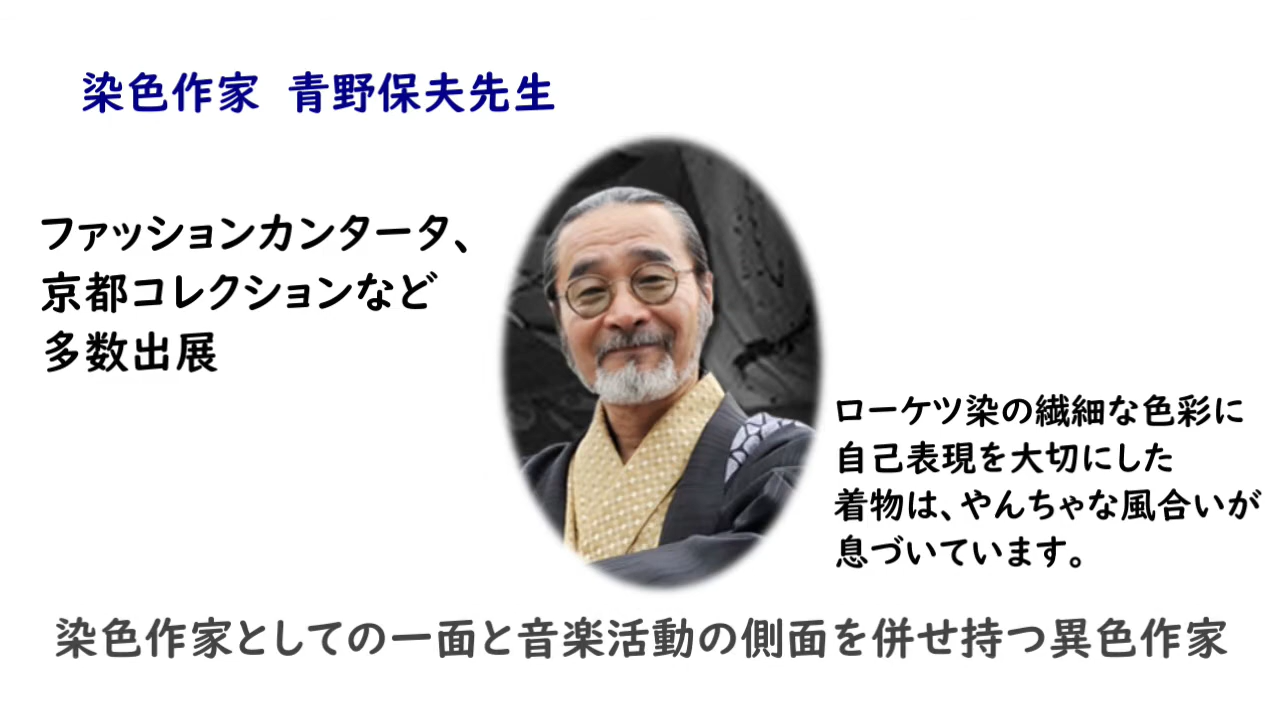 染色作家 青野保夫先生
ファッションカンタータ、
京都コレクションなど
多数出展
ローケツ染の繊細な色彩に
自己表現を大切にした
着物は、やんちゃな風合いが
息づいています。
染色作家としての一面と音楽活動の側面を併せ持つ異色作家